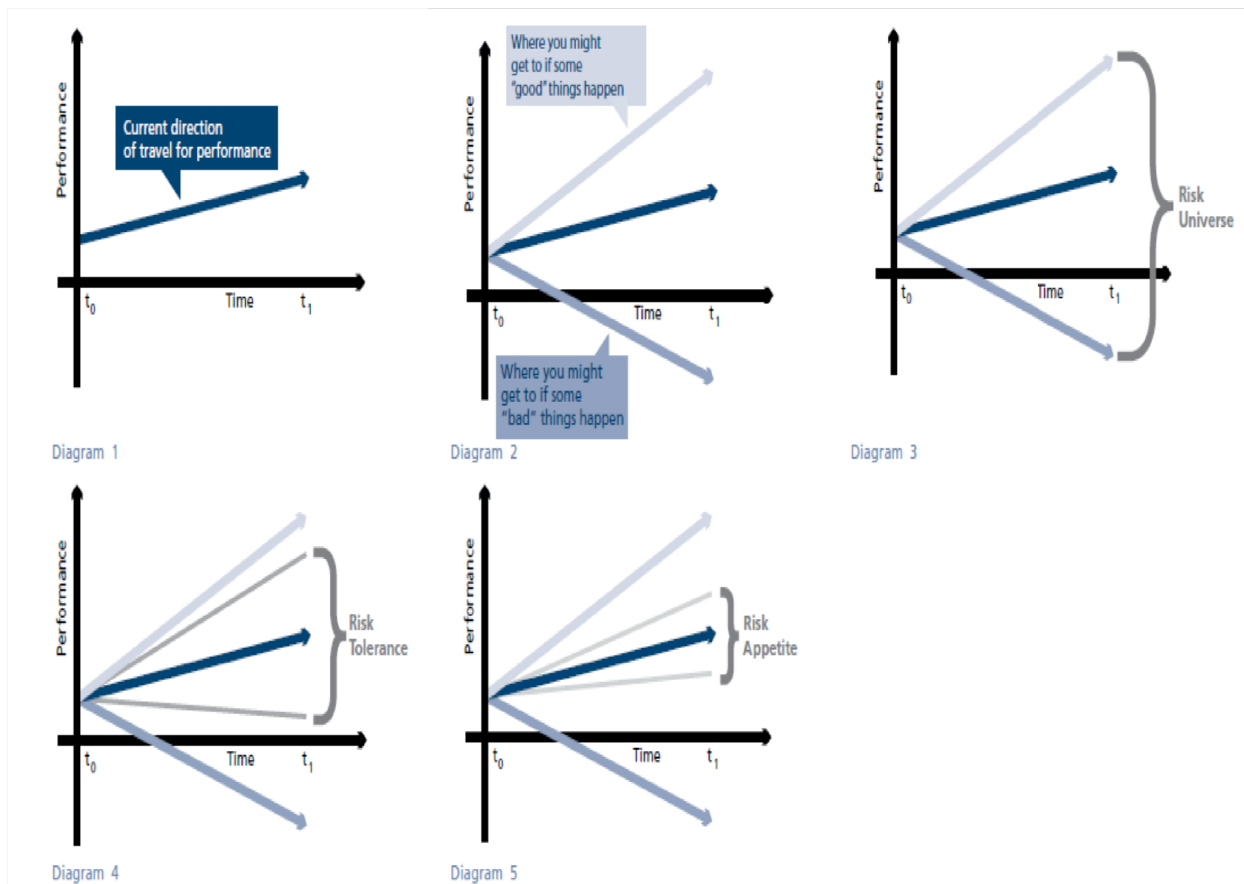 Performance
Current direction
of travel for performance
t0
Time
t1
Diagram 1
Performance
Where you might
get to if some
“good” things happen
t0
Time
t1
Where you might
get to if some
“bad” things happen
Diagram 2
Performance
Risk
Universe
t0
Time
t1
Diagram 3
Performance
Risk
Tolerance
t0
Time
t1
Diagram 4
Performance
Risk
Appetite
t0
Time
t1
Diagram 5